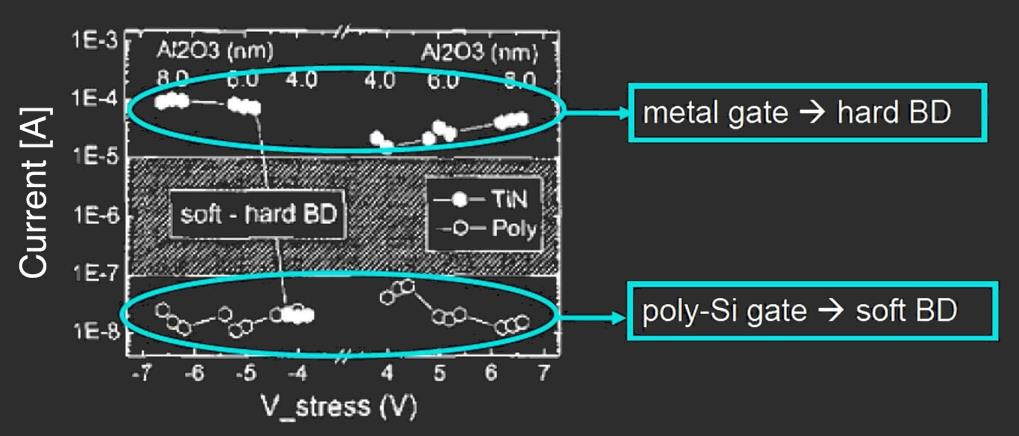 1E-3
Al2O3 (nm) Al2O3 (nm)
8.0 6.0 4.0 4.0 6.0 8.0
1E-4
metal gate → hard BD
1E-5
TiN
Poly
soft - hard BD
1E-6
1E-7
poly-Si gate → soft BD
1E-8
-7 -6 -5 -4 4 5 6 7
V_stress (V)
Current [A]